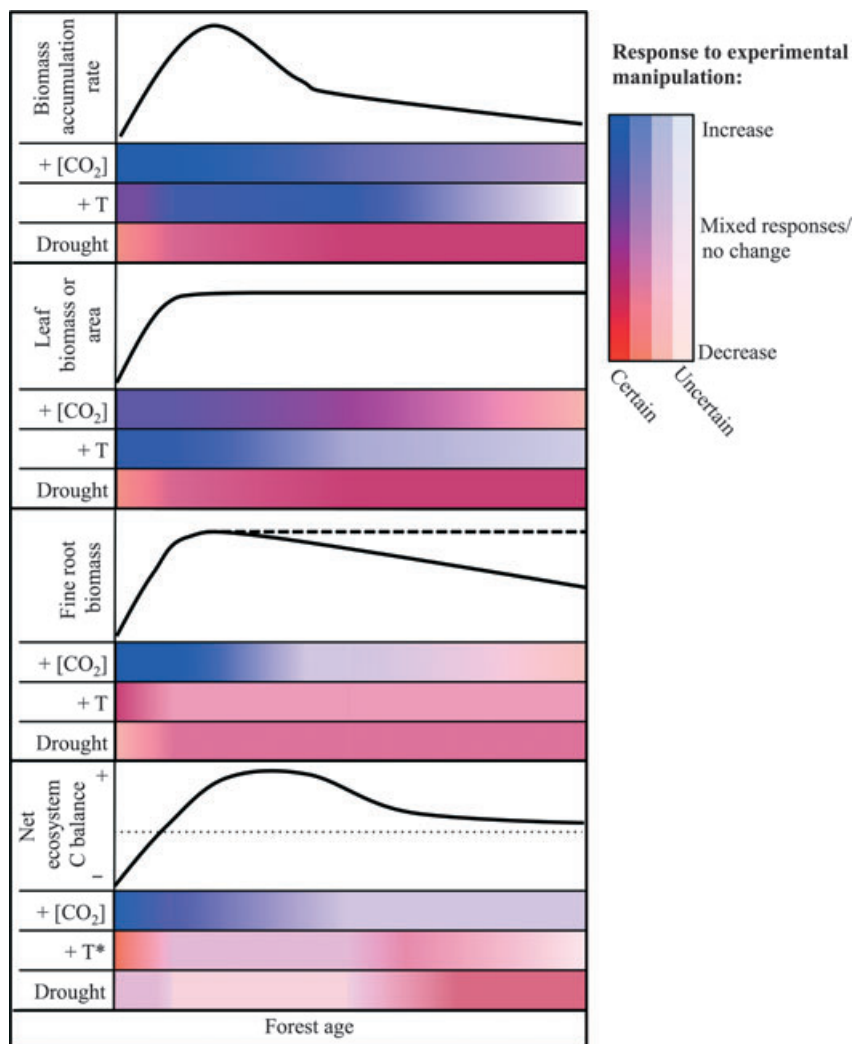 Biomass
accumulation
rate
+ [CO₂]
+ T
Drought
Leaf
biomass or
area
+ [CO₂]
+ T
Drought
Fine root
biomass
+ [CO₂]
+ T
Drought
Net
ecosystem
C balance
+
−
+ [CO₂]
+ T*
Drought
Forest age
Response to experimental
manipulation:
Increase
Mixed responses/
no change
Decrease
Certain
Uncertain